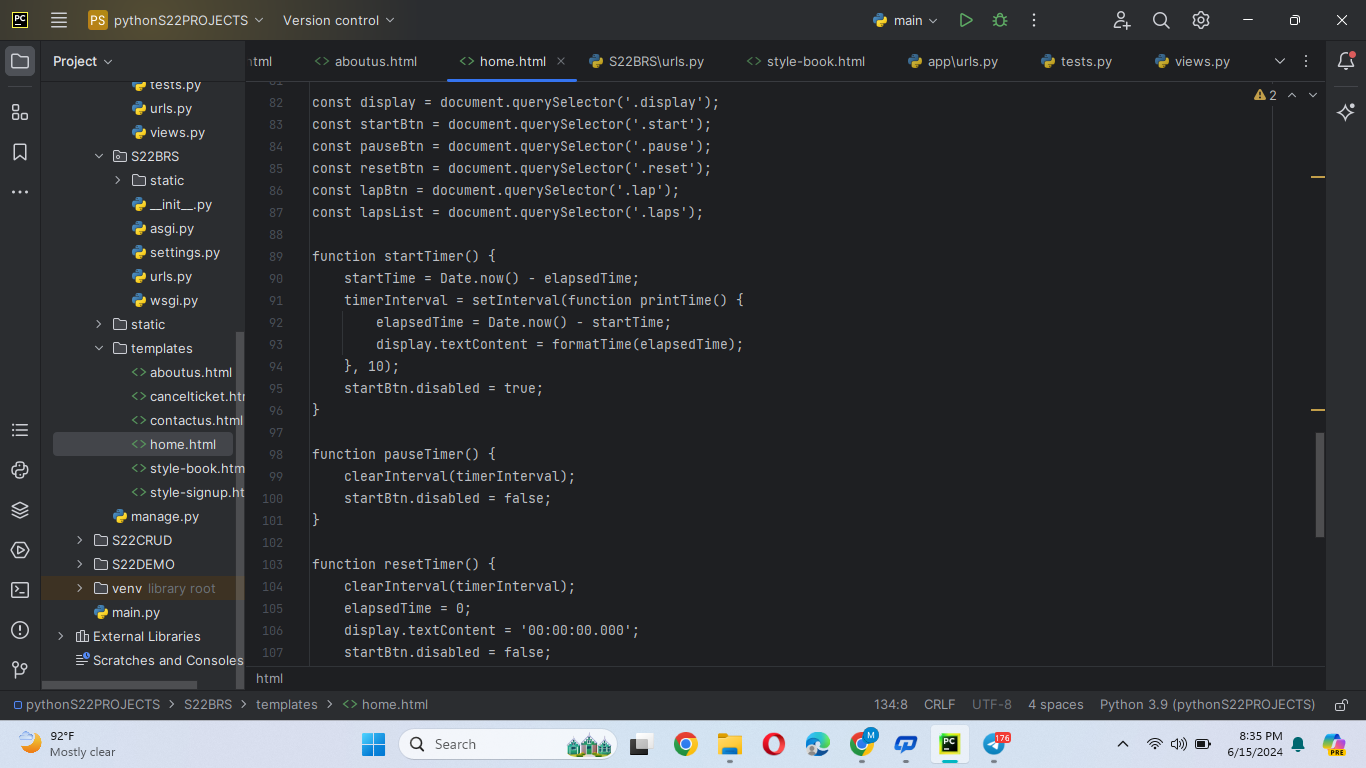 PC
PS pythonS22PROJECTS
Version control
main
Project
html
<> aboutus.html
<> home.html
S22BRS\urls.py
<> style-book.html
app\urls.py
tests.py
views.py
tests.py
urls.py
views.py
S22BRS
static
__init__.py
asgi.py
settings.py
urls.py
wsgi.py
static
templates
<> aboutus.html
<> cancelticket.ht
<> contactus.html
<> home.html
<> style-book.htm
<> style-signup.ht
manage.py
S22CRUD
S22DEMO
venv library root
main.py
External Libraries
Scratches and Consoles
2
81
82 const display = document.querySelector('.display');
83 const startBtn = document.querySelector('.start');
84 const pauseBtn = document.querySelector('.pause');
85 const resetBtn = document.querySelector('.reset');
86 const lapBtn = document.querySelector('.lap');
87 const lapsList = document.querySelector('.laps');
88
89 function startTimer() {
90 startTime = Date.now() - elapsedTime;
91 timerInterval = setInterval(function printTime() {
92 elapsedTime = Date.now() - startTime;
93 display.textContent = formatTime(elapsedTime);
94 }, 10);
95 startBtn.disabled = true;
96 }
97
98 function pauseTimer() {
99 clearInterval(timerInterval);
100 startBtn.disabled = false;
101 }
102
103 function resetTimer() {
104 clearInterval(timerInterval);
105 elapsedTime = 0;
106 display.textContent = '00:00:00.000';
107 startBtn.disabled = false;
html
pythonS22PROJECTS > S22BRS > templates > <> home.html
134:8 CRLF UTF-8 4 spaces Python 3.9 (pythonS22PROJECTS)
92°F
Mostly clear
Search
M
PC
176
8:35 PM
6/15/2024
PRE